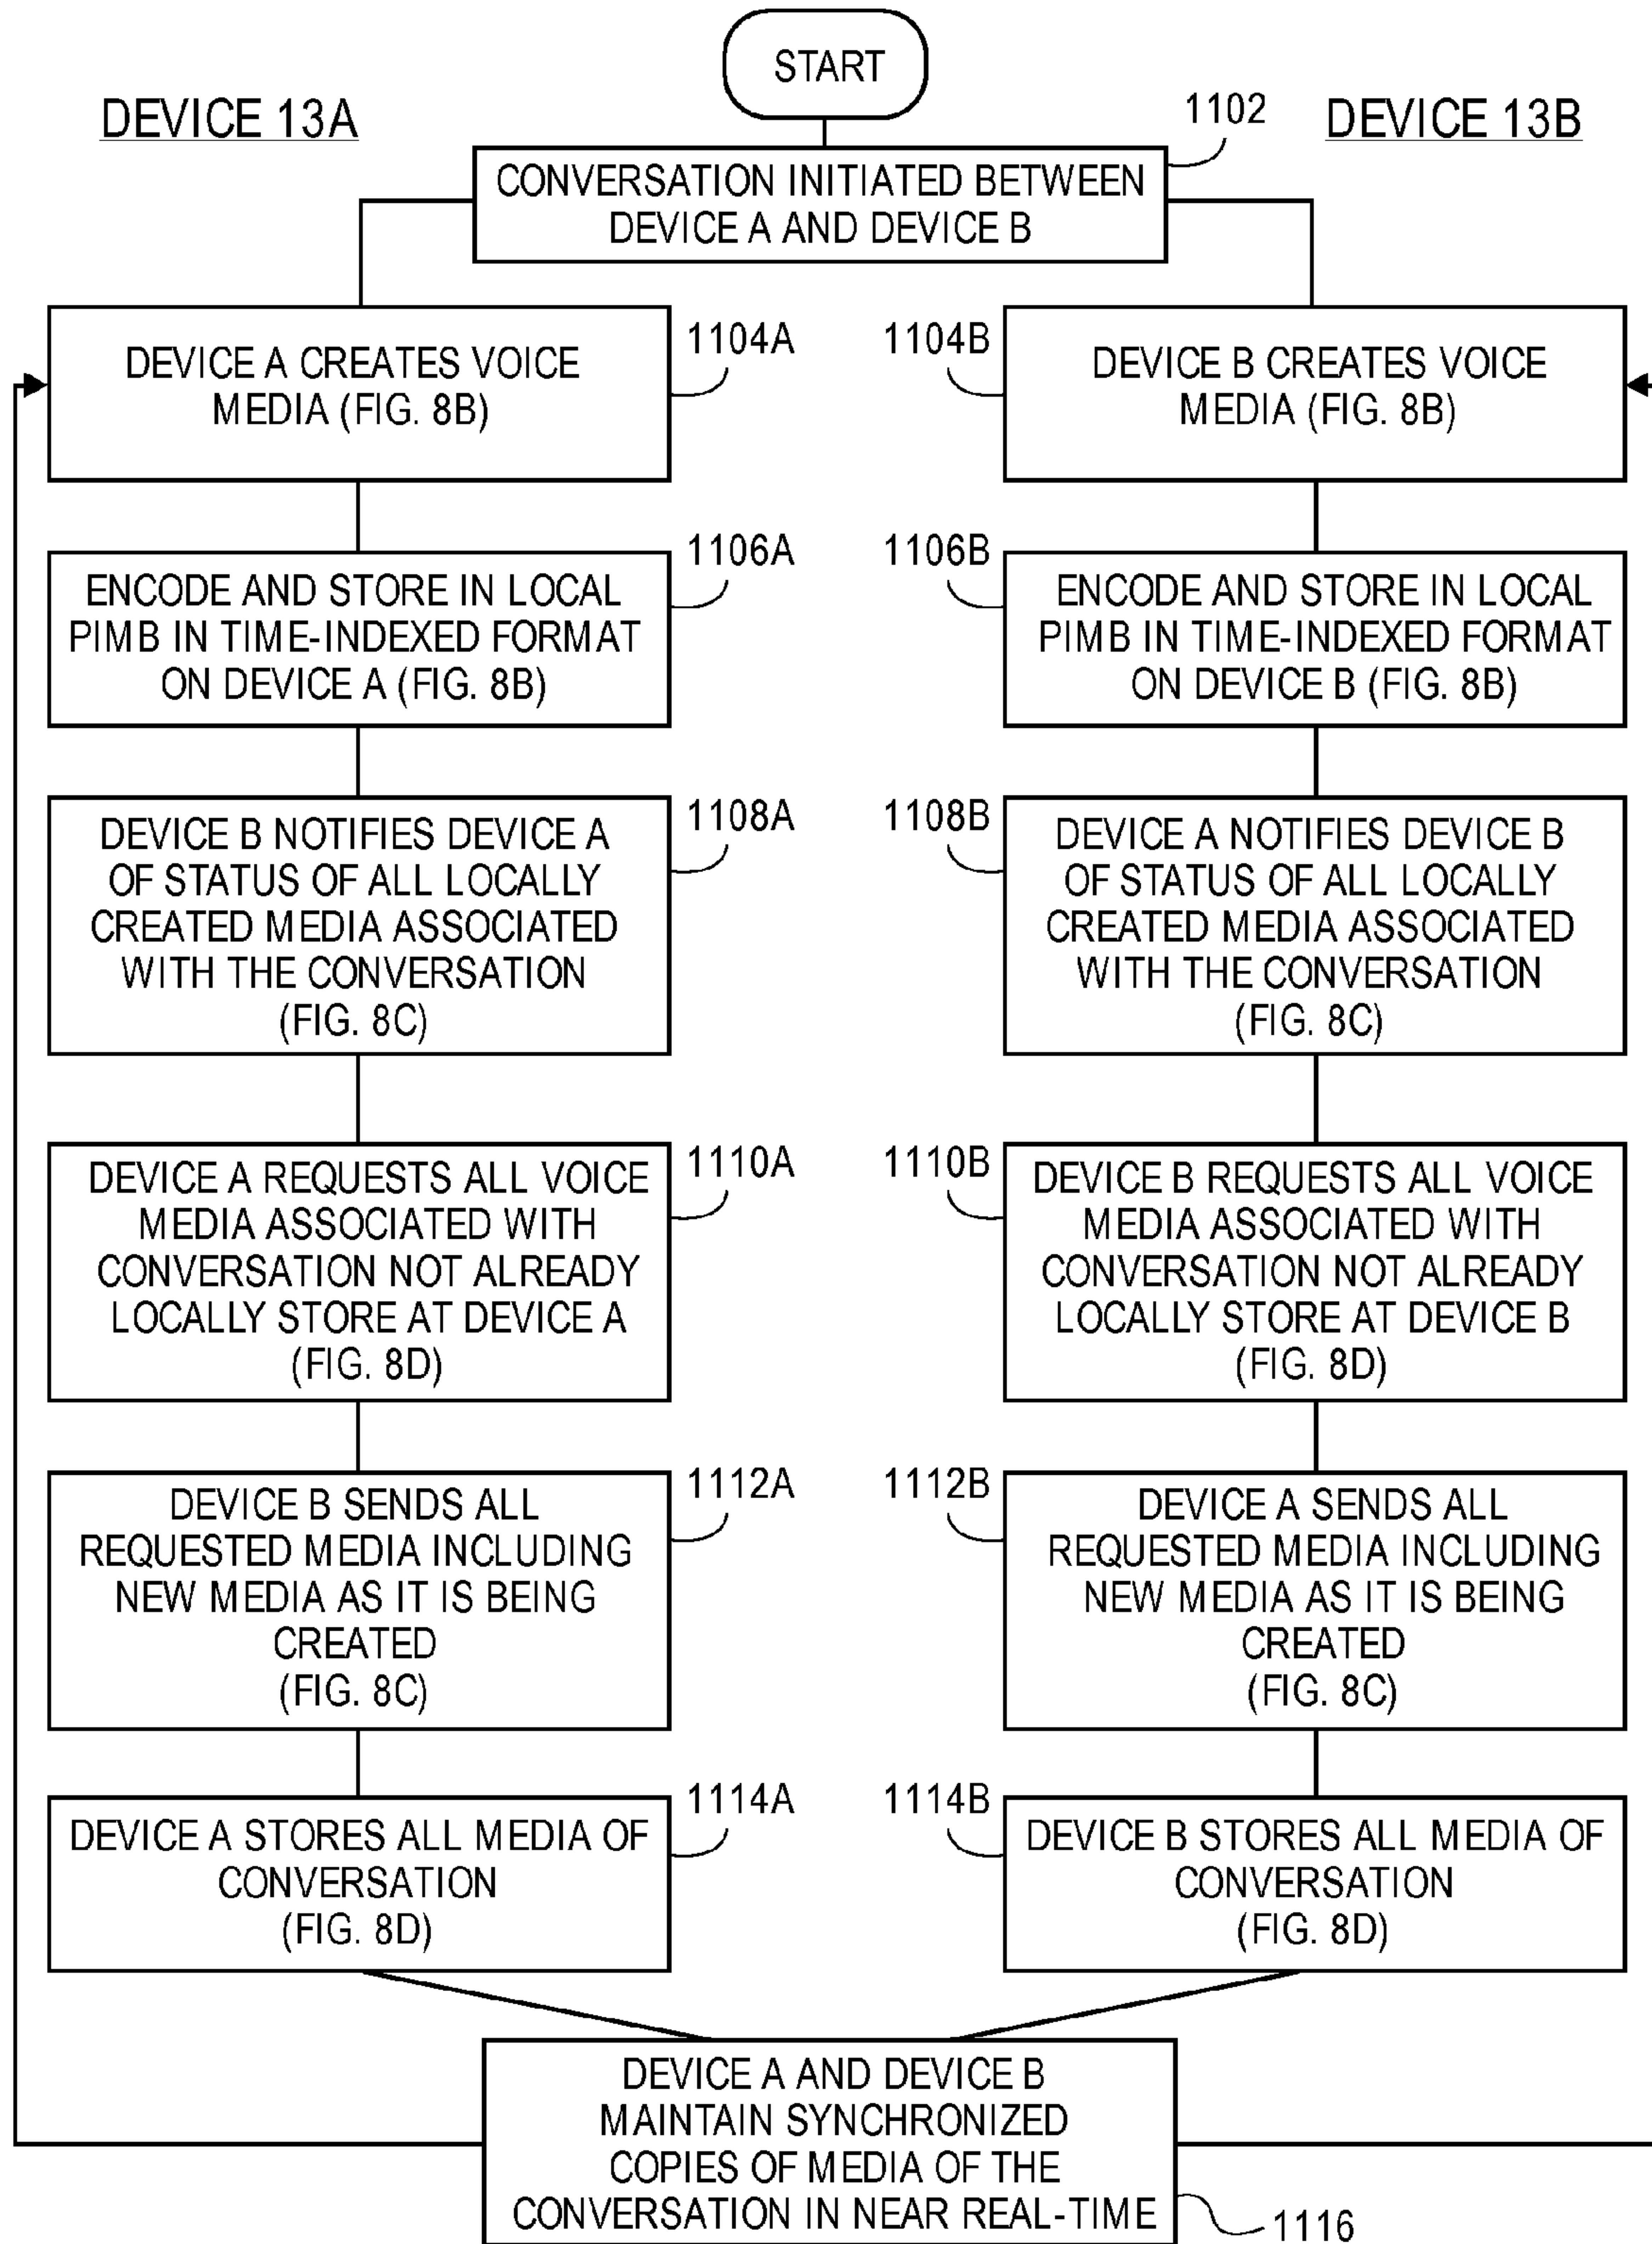 START
DEVICE 13A
1102
DEVICE 13B
CONVERSATION INITIATED BETWEEN
DEVICE A AND DEVICE B
DEVICE A CREATES VOICE
MEDIA (FIG. 8B)
1104A
1104B
DEVICE B CREATES VOICE
MEDIA (FIG. 8B)
ENCODE AND STORE IN LOCAL
PIMB IN TIME-INDEXED FORMAT
ON DEVICE A (FIG. 8B)
1106A
1106B
ENCODE AND STORE IN LOCAL
PIMB IN TIME-INDEXED FORMAT
ON DEVICE B (FIG. 8B)
DEVICE B NOTIFIES DEVICE A
OF STATUS OF ALL LOCALLY
CREATED MEDIA ASSOCIATED
WITH THE CONVERSATION
(FIG. 8C)
1108A
1108B
DEVICE A NOTIFIES DEVICE B
OF STATUS OF ALL LOCALLY
CREATED MEDIA ASSOCIATED
WITH THE CONVERSATION
(FIG. 8C)
DEVICE A REQUESTS ALL VOICE
MEDIA ASSOCIATED WITH
CONVERSATION NOT ALREADY
LOCALLY STORE AT DEVICE A
(FIG. 8D)
1110A
1110B
DEVICE B REQUESTS ALL VOICE
MEDIA ASSOCIATED WITH
CONVERSATION NOT ALREADY
LOCALLY STORE AT DEVICE B
(FIG. 8D)
DEVICE B SENDS ALL
REQUESTED MEDIA INCLUDING
NEW MEDIA AS IT IS BEING
CREATED
(FIG. 8C)
1112A
1112B
DEVICE A SENDS ALL
REQUESTED MEDIA INCLUDING
NEW MEDIA AS IT IS BEING
CREATED
(FIG. 8C)
DEVICE A STORES ALL MEDIA OF
CONVERSATION
(FIG. 8D)
1114A
1114B
DEVICE B STORES ALL MEDIA OF
CONVERSATION
(FIG. 8D)
DEVICE A AND DEVICE B
MAINTAIN SYNCHRONIZED
COPIES OF MEDIA OF THE
CONVERSATION IN NEAR REAL-TIME
1116